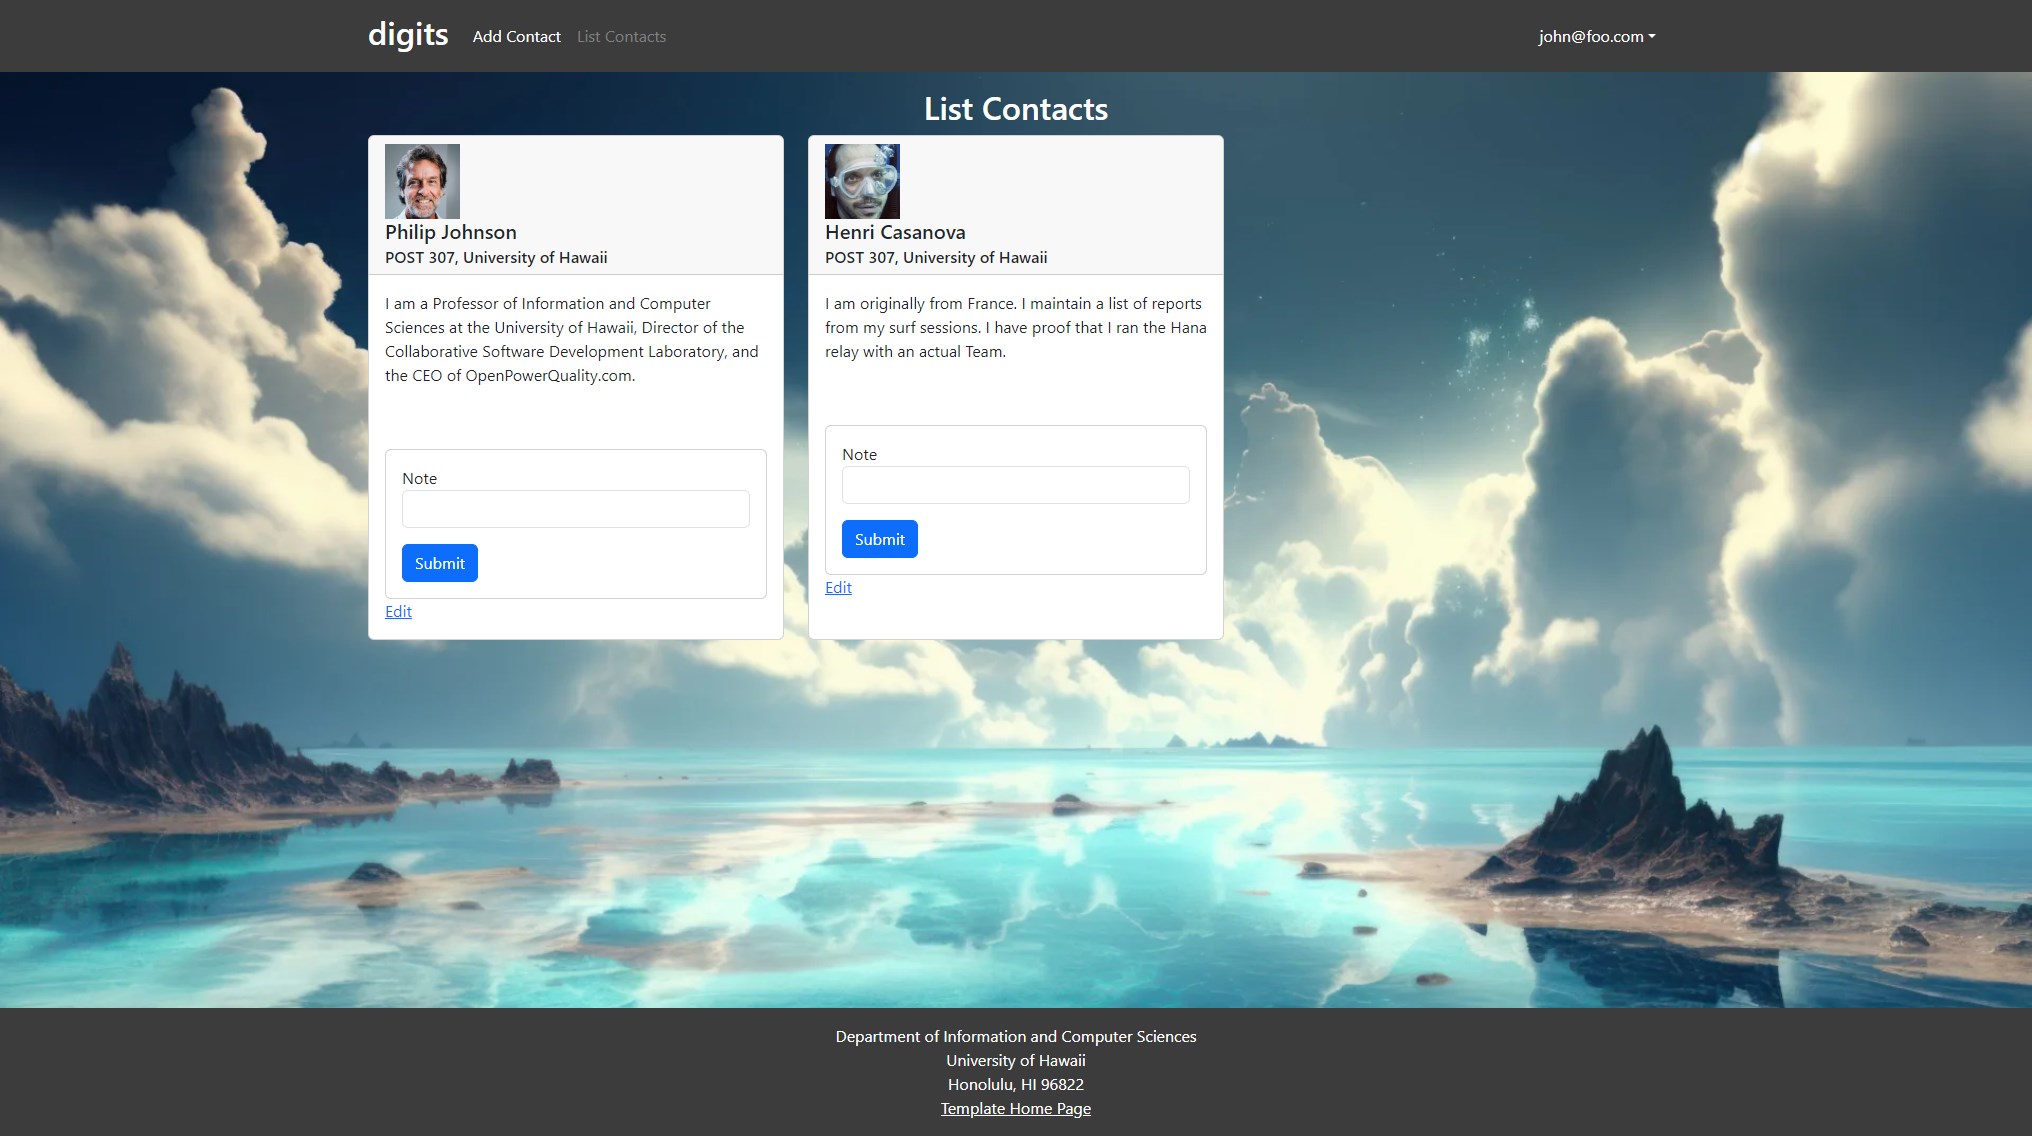 digits Add Contact List Contacts john@foo.com
List Contacts
Philip Johnson
POST 307, University of Hawaii
I am a Professor of Information and Computer
Sciences at the University of Hawaii, Director of the
Collaborative Software Development Laboratory, and
the CEO of OpenPowerQuality.com.
Note
Submit
Edit
Henri Casanova
POST 307, University of Hawaii
I am originally from France. I maintain a list of reports
from my surf sessions. I have proof that I ran the Hana
relay with an actual Team.
Note
Submit
Edit
Department of Information and Computer Sciences
University of Hawaii
Honolulu, HI 96822
Template Home Page